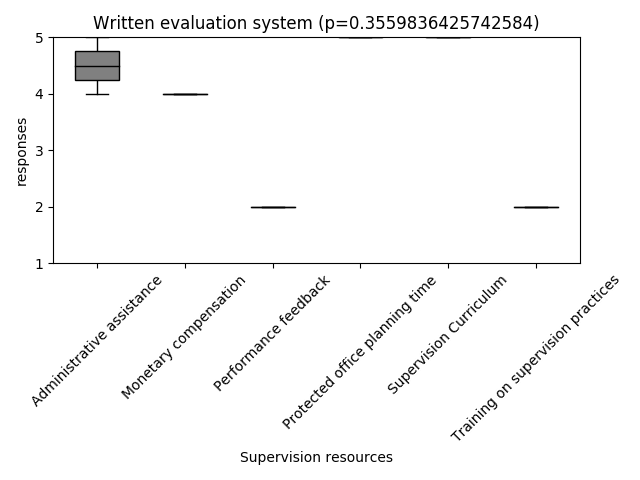 Written evaluation system (p=0.3559836425742584)
5
4
3
2
1
responses
Administrative assistance
Monetary compensation
Performance feedback
Protected office planning time
Supervision Curriculum
Training on supervision practices
Supervision resources